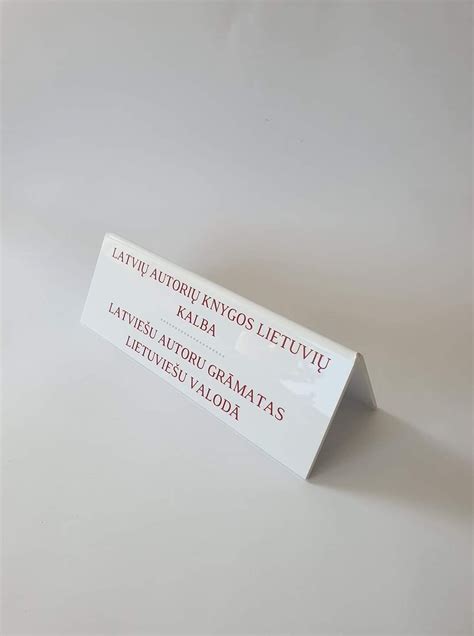 LATVIŲ AUTORIŲ KNYGOS LIETUVIŲ
KALBA
LATVIEŠU AUTORU GRĀMATAS
LIETUVIEŠU VALODĀ